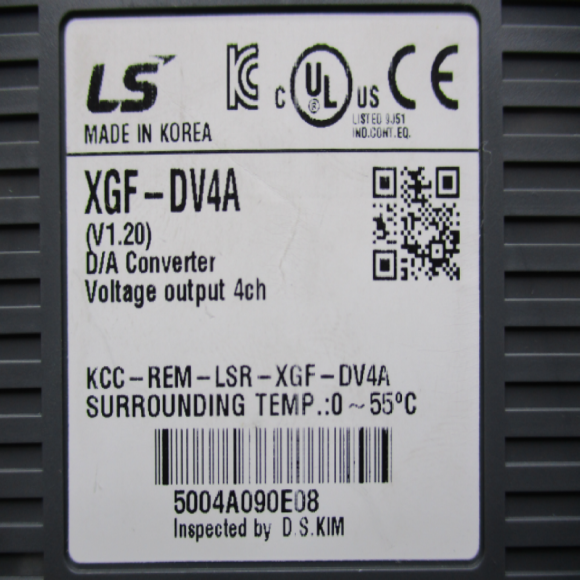 LS
MADE IN KOREA
C UL US
®
LISTED 9J51
IND.CONT.EQ.
CE
XGF-DV4A
(V1.20)
D/A Converter
Voltage output 4ch
KCC-REM-LSR-XGF-DV4A
SURROUNDING TEMP.:0~55℃
5004A090E08
Inspected by D.S.KIM